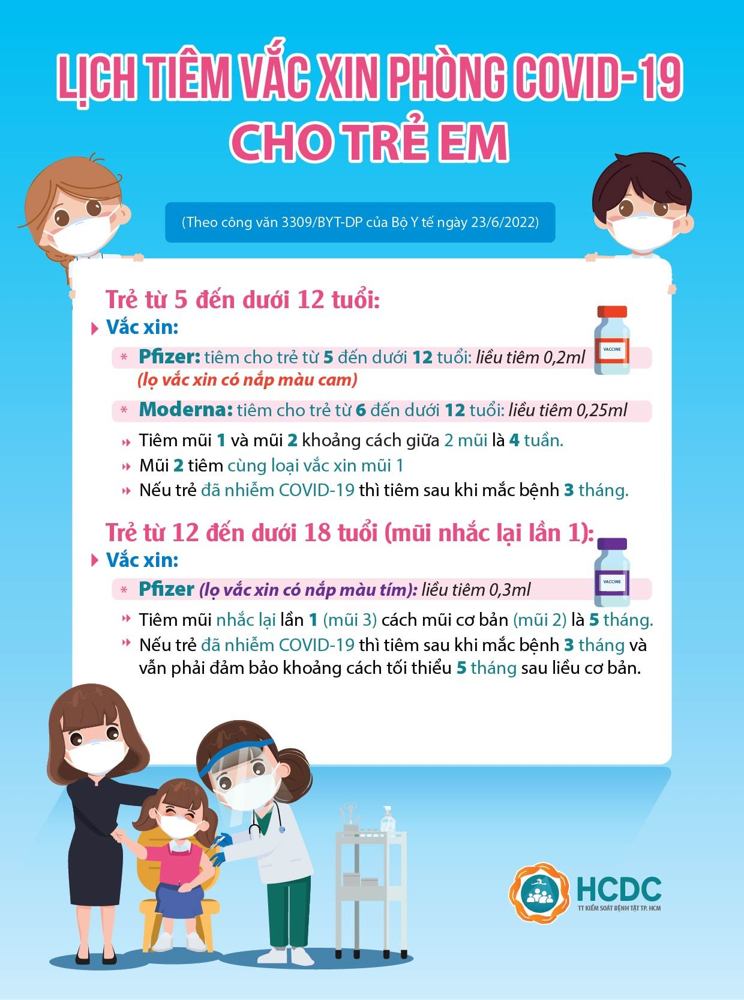 LỊCH TIÊM VẮC XIN PHÒNG COVID-19
CHO TRẺ EM
(Theo công văn 3309/BYT-DP của Bộ Y tế ngày 23/6/2022)
Trẻ từ 5 đến dưới 12 tuổi:
Vắc xin:
* Pfizer: tiêm cho trẻ từ 5 đến dưới 12 tuổi: liều tiêm 0,2ml
(lọ vắc xin có nắp màu cam)
VACCINE
* Moderna: tiêm cho trẻ từ 6 đến dưới 12 tuổi: liều tiêm 0,25ml
Tiêm mũi 1 và mũi 2 khoảng cách giữa 2 mũi là 4 tuần.
Mũi 2 tiêm cùng loại vắc xin mũi 1
Nếu trẻ đã nhiễm COVID-19 thì tiêm sau khi mắc bệnh 3 tháng.
Trẻ từ 12 đến dưới 18 tuổi (mũi nhắc lại lần 1):
Vắc xin:
* Pfizer (lọ vắc xin có nắp màu tím): liều tiêm 0,3ml
VACCINE
Tiêm mũi nhắc lại lần 1 (mũi 3) cách mũi cơ bản (mũi 2) là 5 tháng.
Nếu trẻ đã nhiễm COVID-19 thì tiêm sau khi mắc bệnh 3 tháng và
vẫn phải đảm bảo khoảng cách tối thiểu 5 tháng sau liều cơ bản.
HCDC
TT KIỂM SOÁT BỆNH TẬT TP. HCM